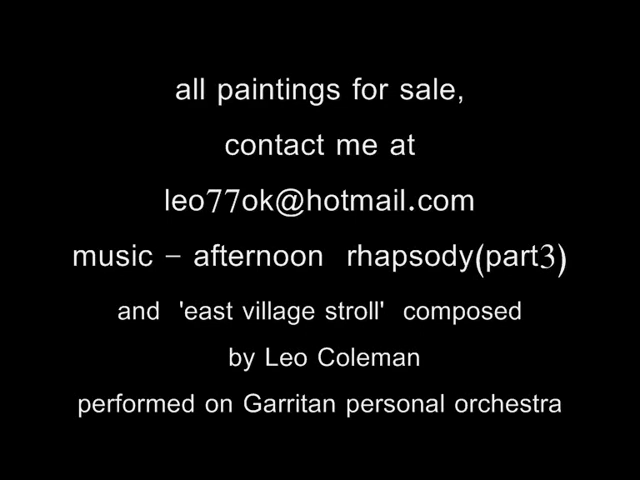 all paintings for sale,
contact me at
leo77ok@hotmail.com
music - afternoon rhapsody(part3)
and 'east village stroll' composed
by Leo Coleman
performed on Garritan personal orchestra